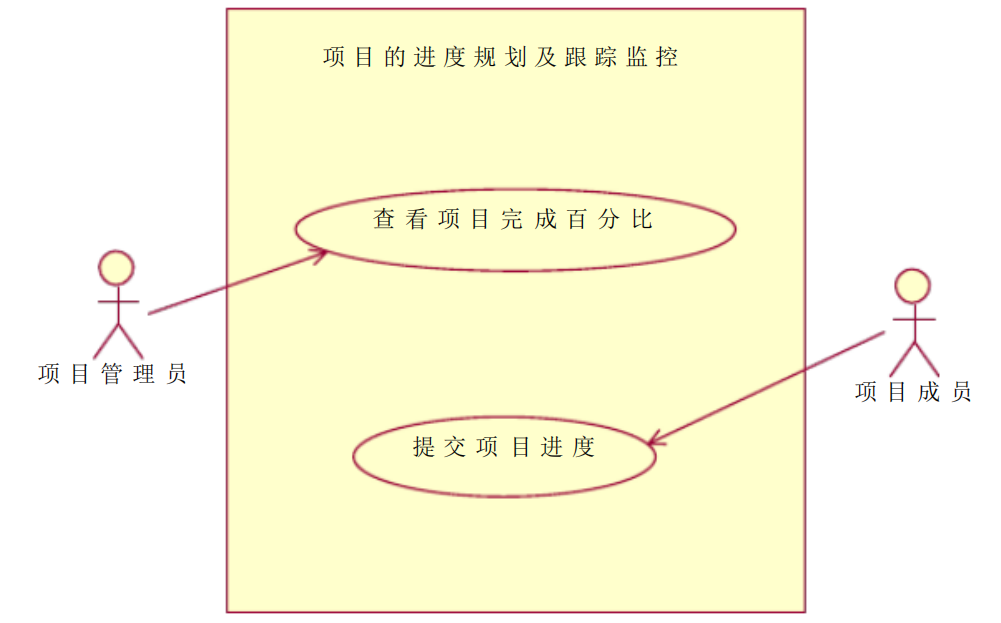 项目的进度规划及跟踪监控
查看项目完成百分比
项目管理员
项目成员
提交项目进度